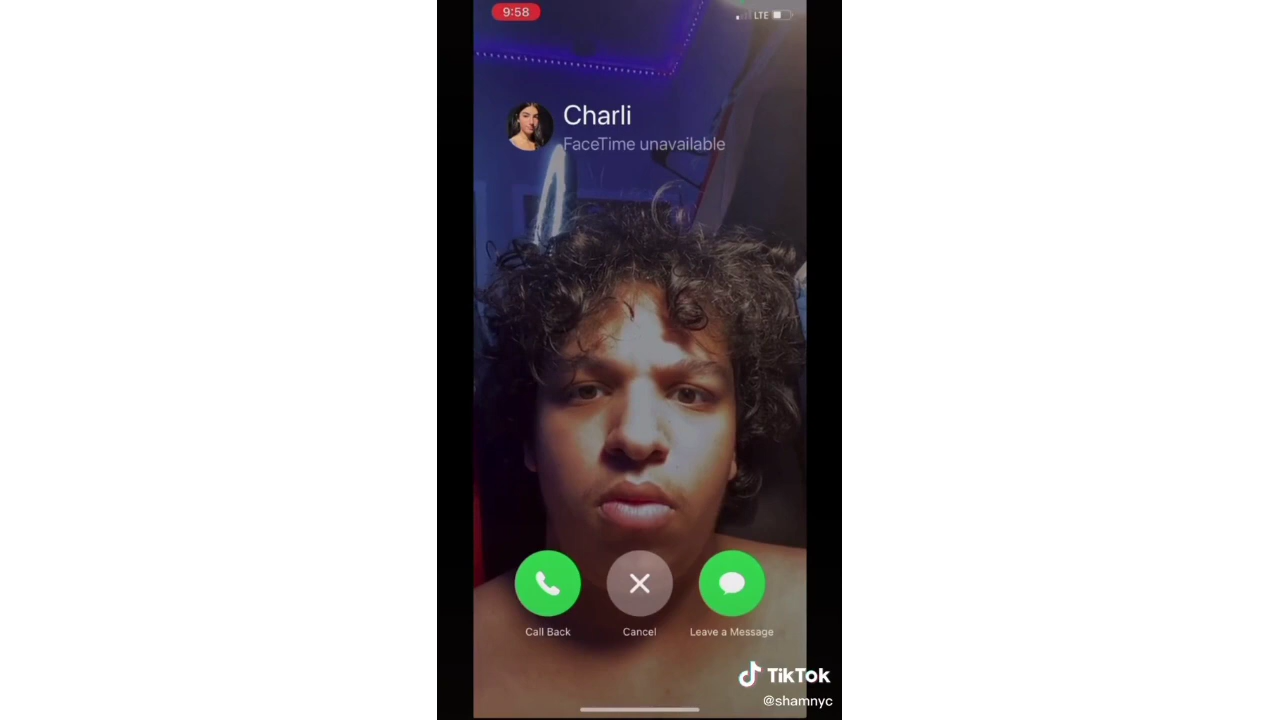 9:58
LTE
Charli
FaceTime unavailable
Call Back
Cancel
Leave a Message
TikTok
@shamnyc